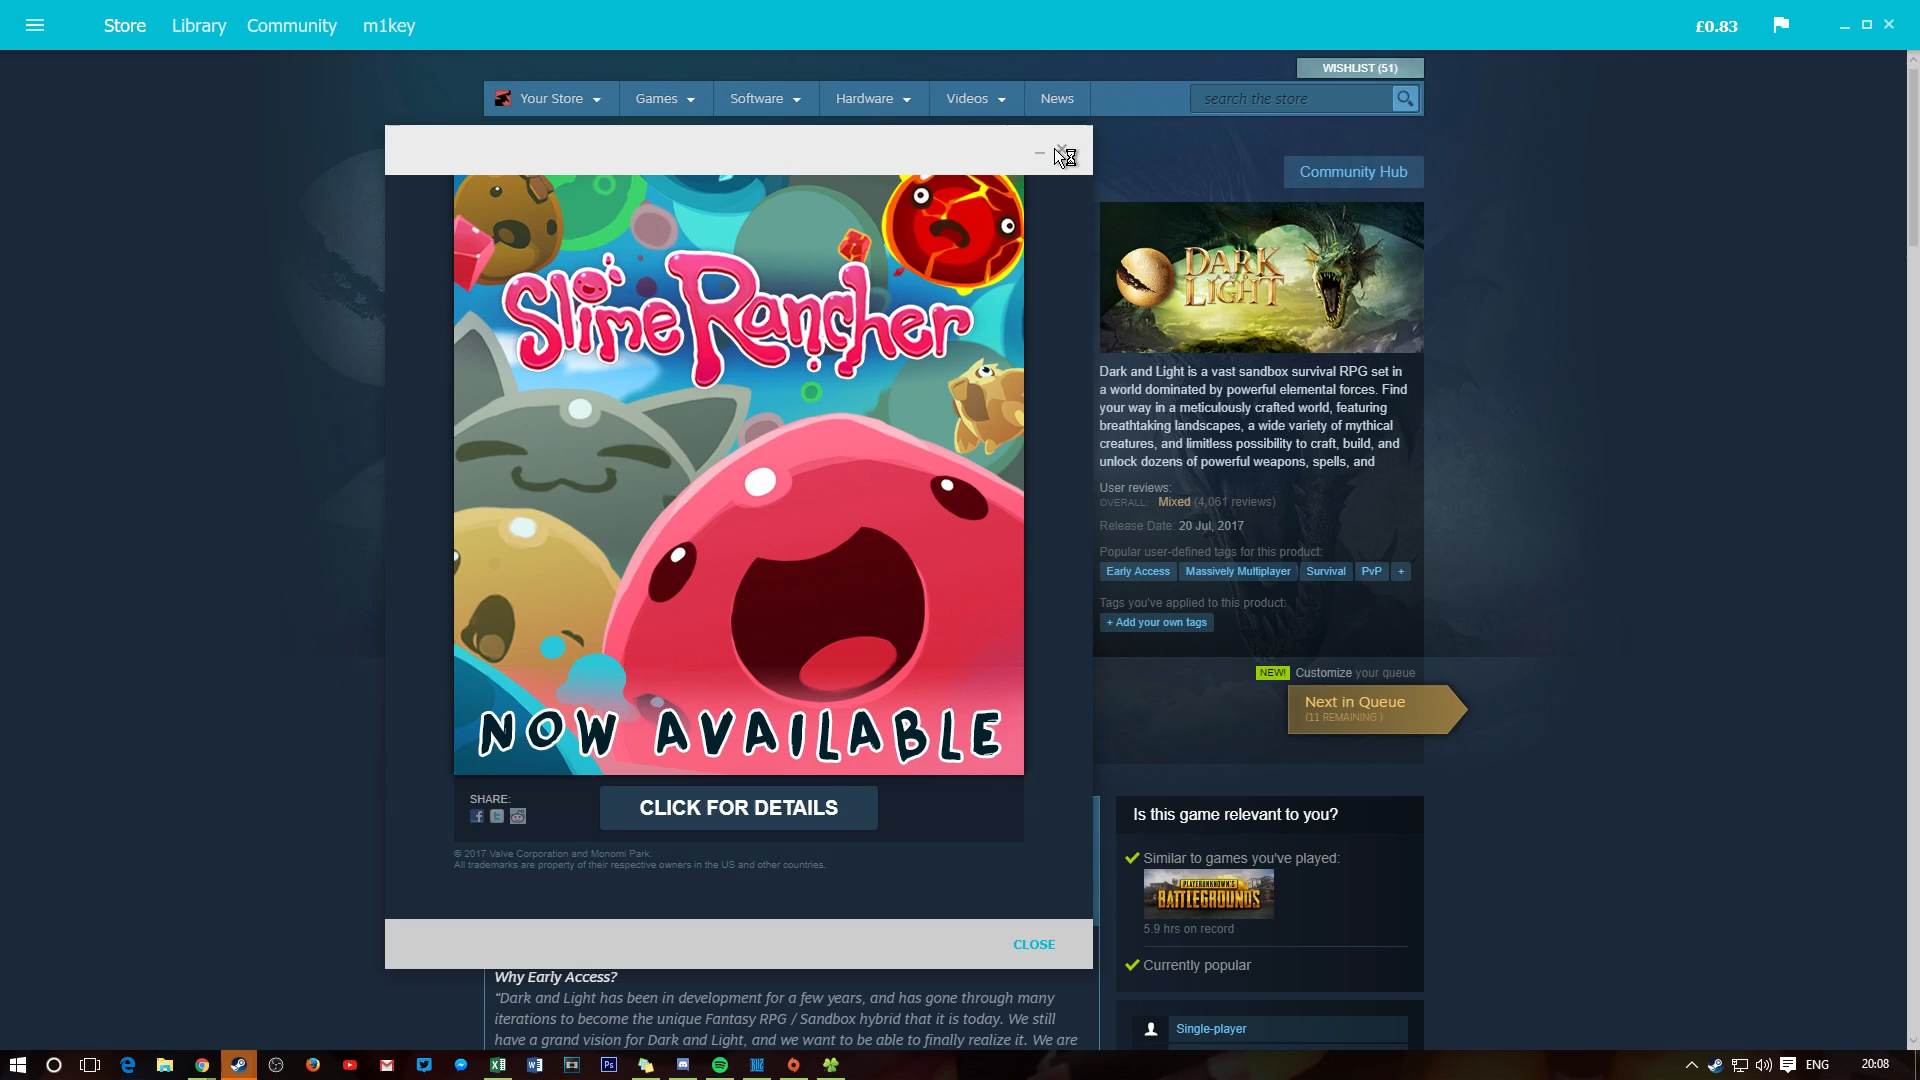 Store Library Community m1key £0.83
WISHLIST (51)
Your Store Games Software Hardware Videos News search the store
Community Hub
Slime Rancher
NOW AVAILABLE
SHARE:
CLICK FOR DETAILS
© 2017 Valve Corporation and Monomi Park.
All trademarks are property of their respective owners in the US and other countries.
CLOSE
DARK
AND
LIGHT
Dark and Light is a vast sandbox survival RPG set in
a world dominated by powerful elemental forces. Find
your way in a meticulously crafted world, featuring
breathtaking landscapes, a wide variety of mythical
creatures, and limitless possibility to craft, build, and
unlock dozens of powerful weapons, spells, and
User reviews:
OVERALL: Mixed (4,061 reviews)
Release Date: 20 Jul, 2017
Popular user-defined tags for this product:
Early Access Massively Multiplayer Survival PvP +
Tags you've applied to this product:
+ Add your own tags
NEW! Customize your queue
Next in Queue
(11 REMAINING )
Is this game relevant to you?
Similar to games you've played:
PLAYERUNKNOWN'S
BATTLEGROUNDS
5.9 hrs on record
Currently popular
Single-player
Why Early Access?
“Dark and Light has been in development for a few years, and has gone through many
iterations to become the unique Fantasy RPG / Sandbox hybrid that it is today. We still
have a grand vision for Dark and Light, and we want to be able to finally realize it. We are
ENG 20:08